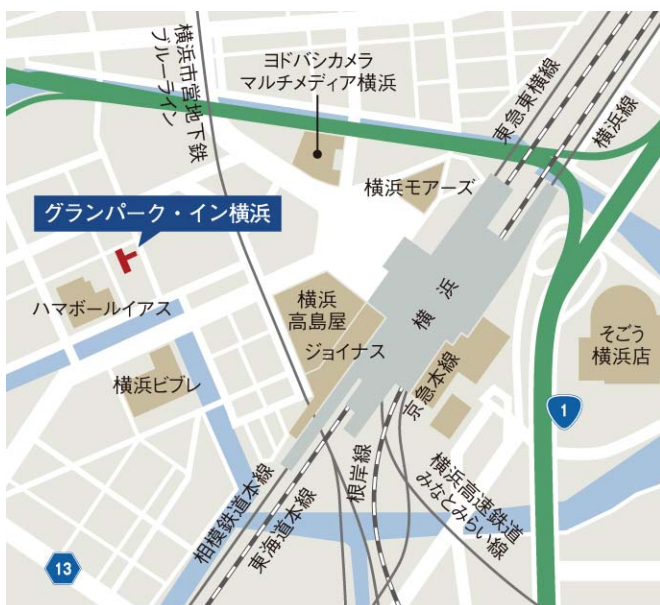 横浜市営地下鉄
ブルーライン
ヨドバシカメラ
マルチメディア横浜
東急東横線
横浜線
横浜モアーズ
グランパーク・イン横浜
ハマボールイアス
横浜
高島屋
ジョイナス
横浜
そごう
横浜店
横浜ビブレ
京急本線
1
根岸線
横浜高速鉄道
みなとみらい線
相模鉄道本線
東海道本線
13